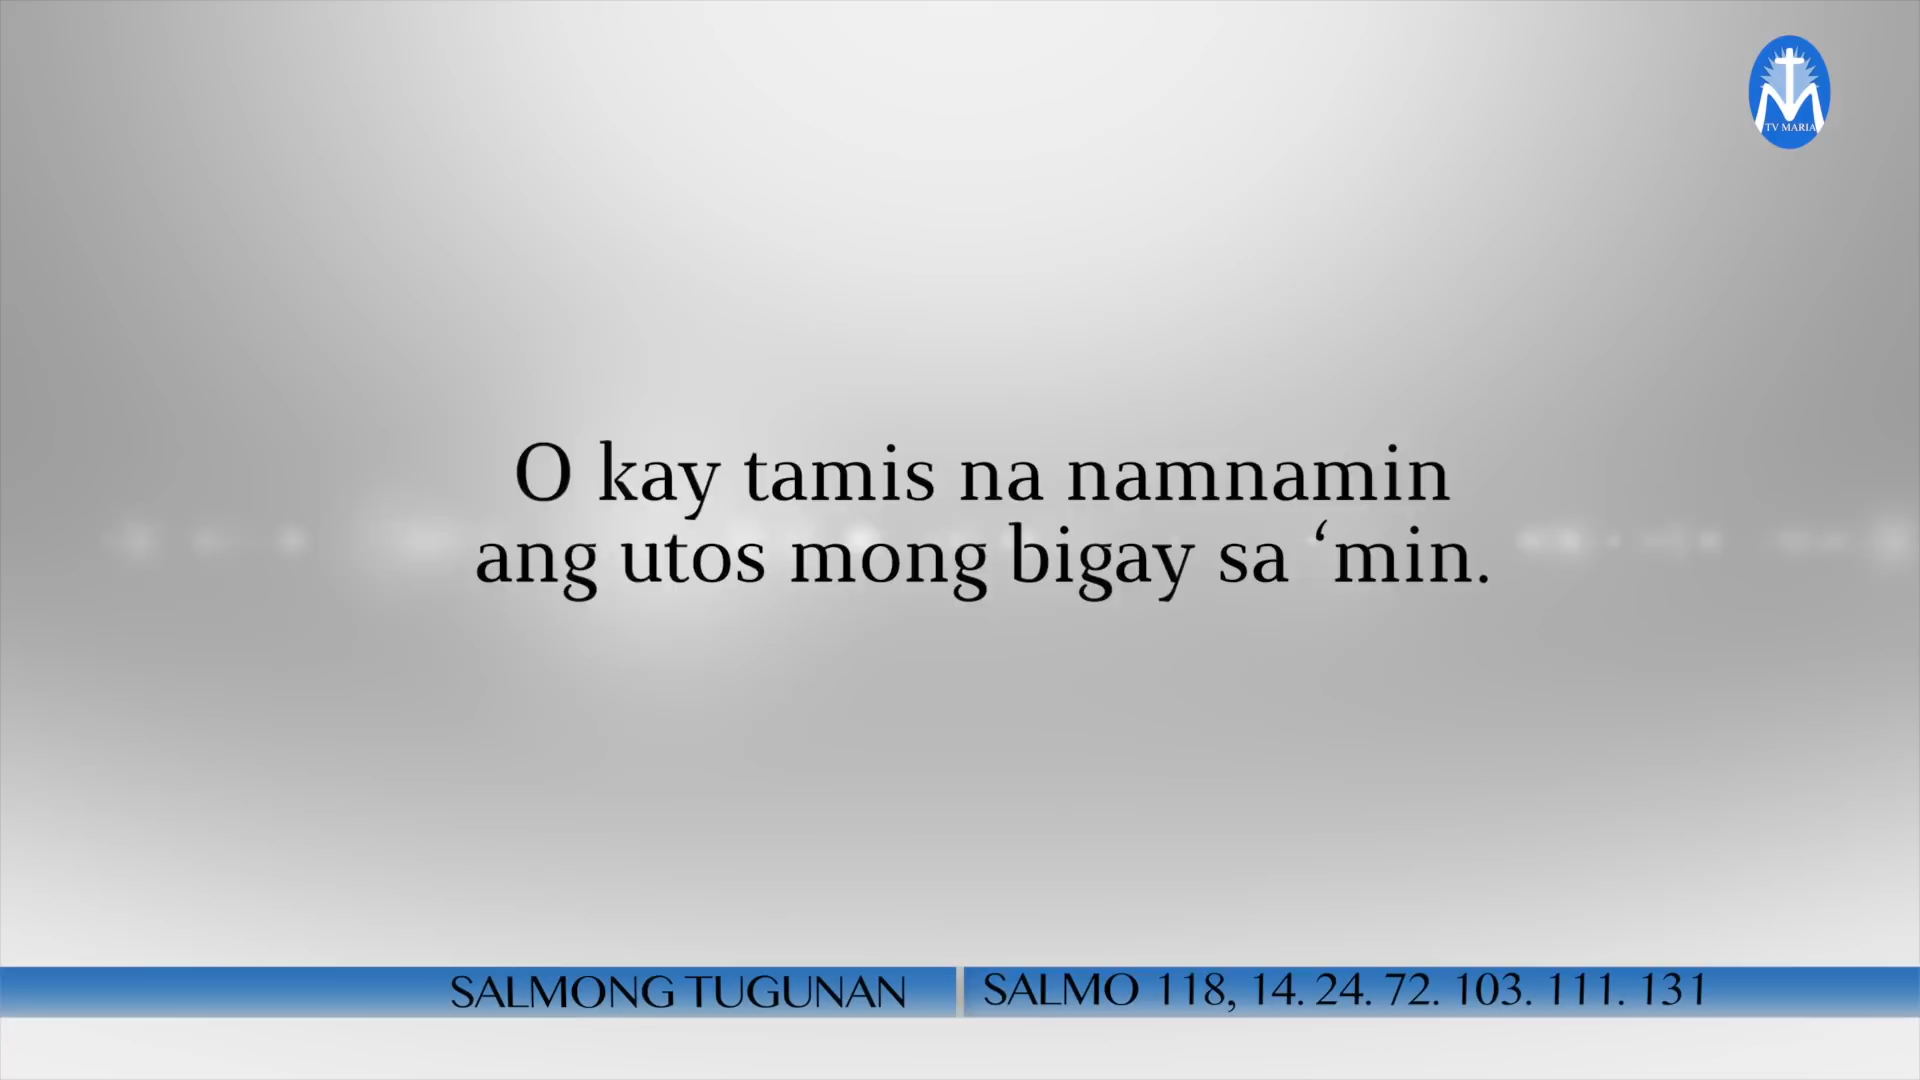 TV MARIA
O kay tamis na namnamin
ang utos mong bigay sa ‘min.
SALMONG TUGUNAN
SALMO 118, 14. 24. 72. 103. 111. 131